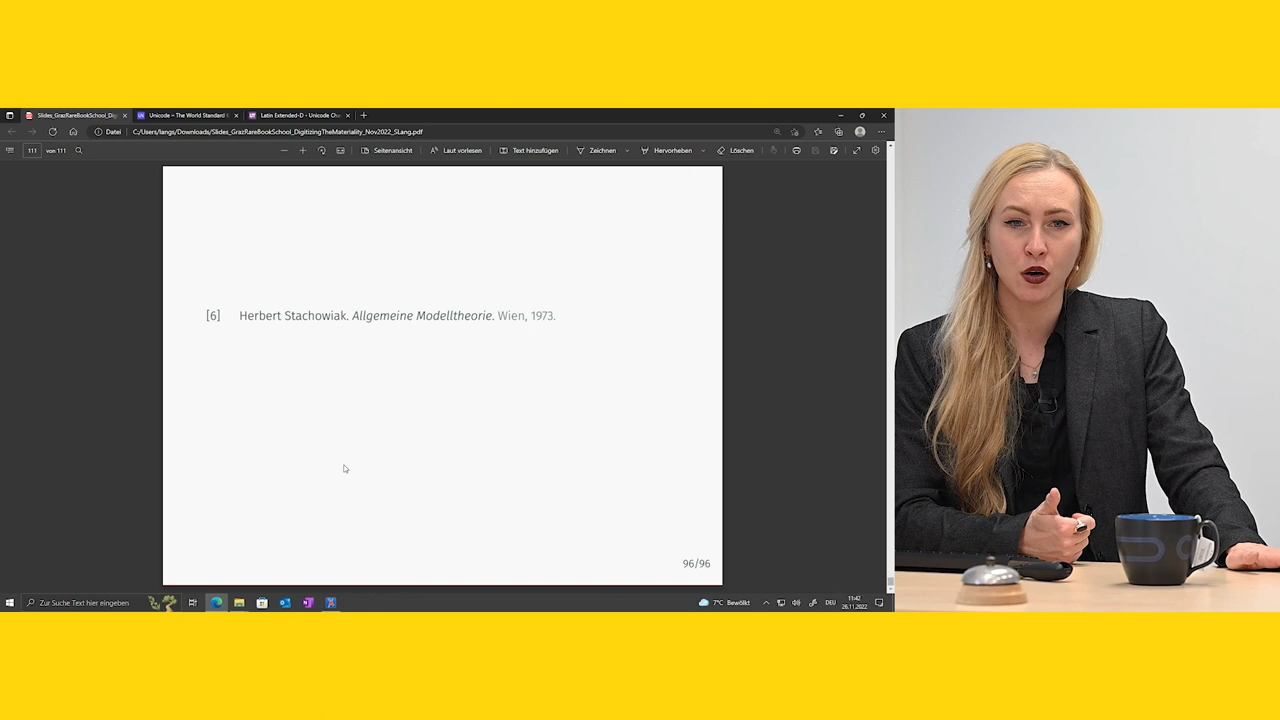 Slides_GrazRareBookSchool_Dig
Unicode – The World Standard
Latin Extended-D - Unicode Cha
Datei
C:/Users/langs/Downloads/Slides_GrazRareBookSchool_DigitizingTheMateriality_Nov2022_SLang.pdf
111 von 111
Seitenansicht
Laut vorlesen
Text hinzufügen
Zeichnen
Hervorheben
Löschen
[6] Herbert Stachowiak. Allgemeine Modelltheorie. Wien, 1973.
96/96
Zur Suche Text hier eingeben
7°C Bewölkt
DEU
11:42
26.11.2022